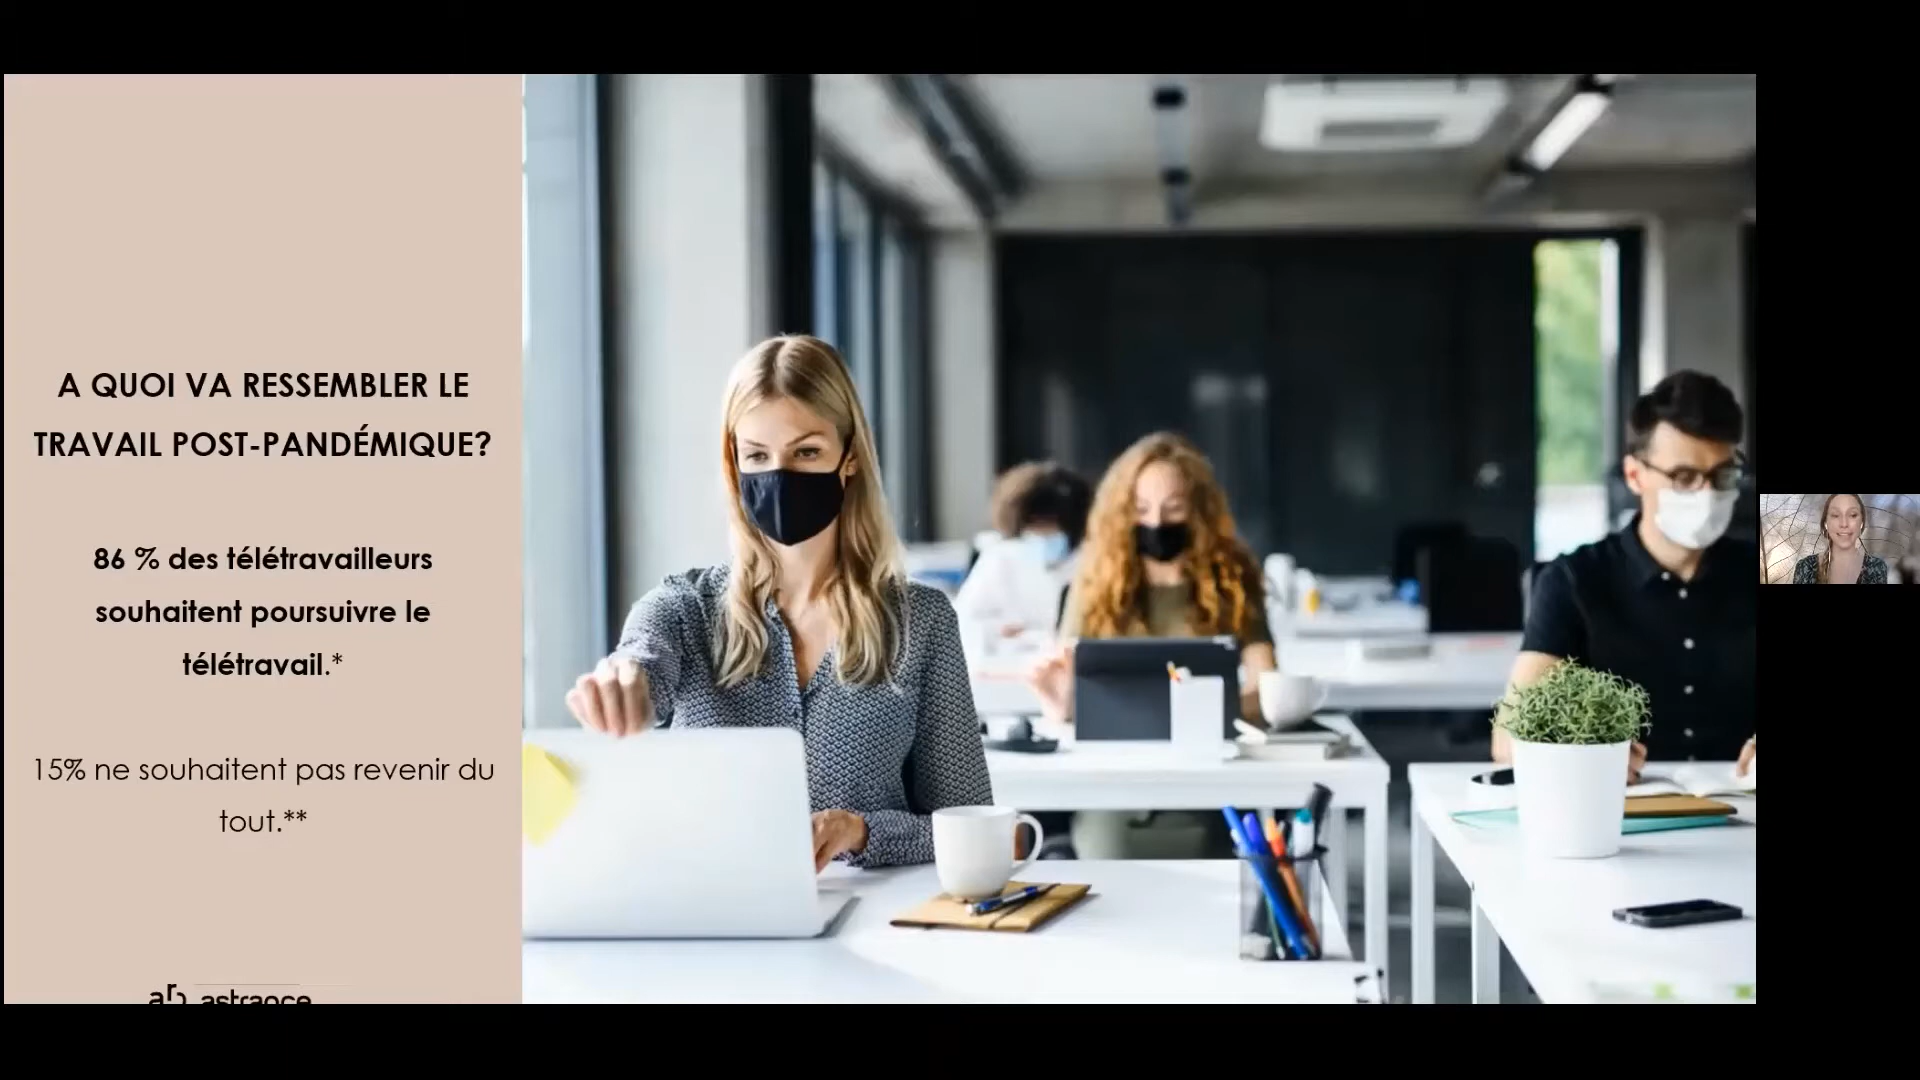 A QUOI VA RESSEMBLER LE
TRAVAIL POST-PANDÉMIQUE?
86 % des télétravailleurs
souhaitent poursuivre le
télétravail.*
15% ne souhaitent pas revenir du
tout.**
astrance